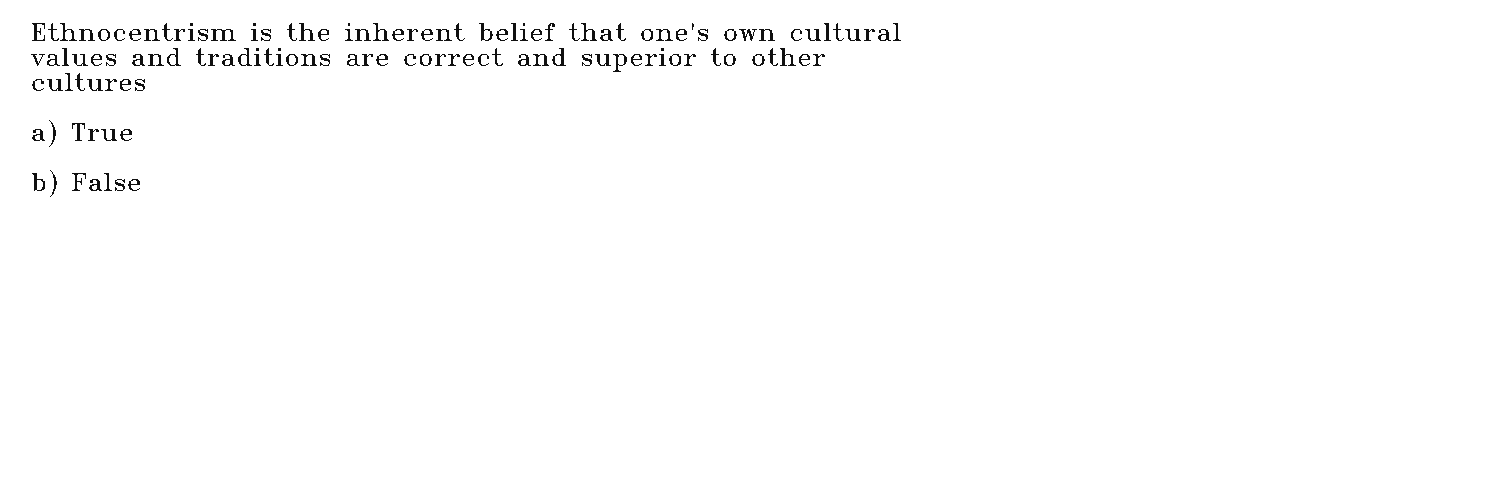 Ethnocentrism is the inherent belief that one's own cultural
values and traditions are correct and superior to other
cultures
a) True
b) False